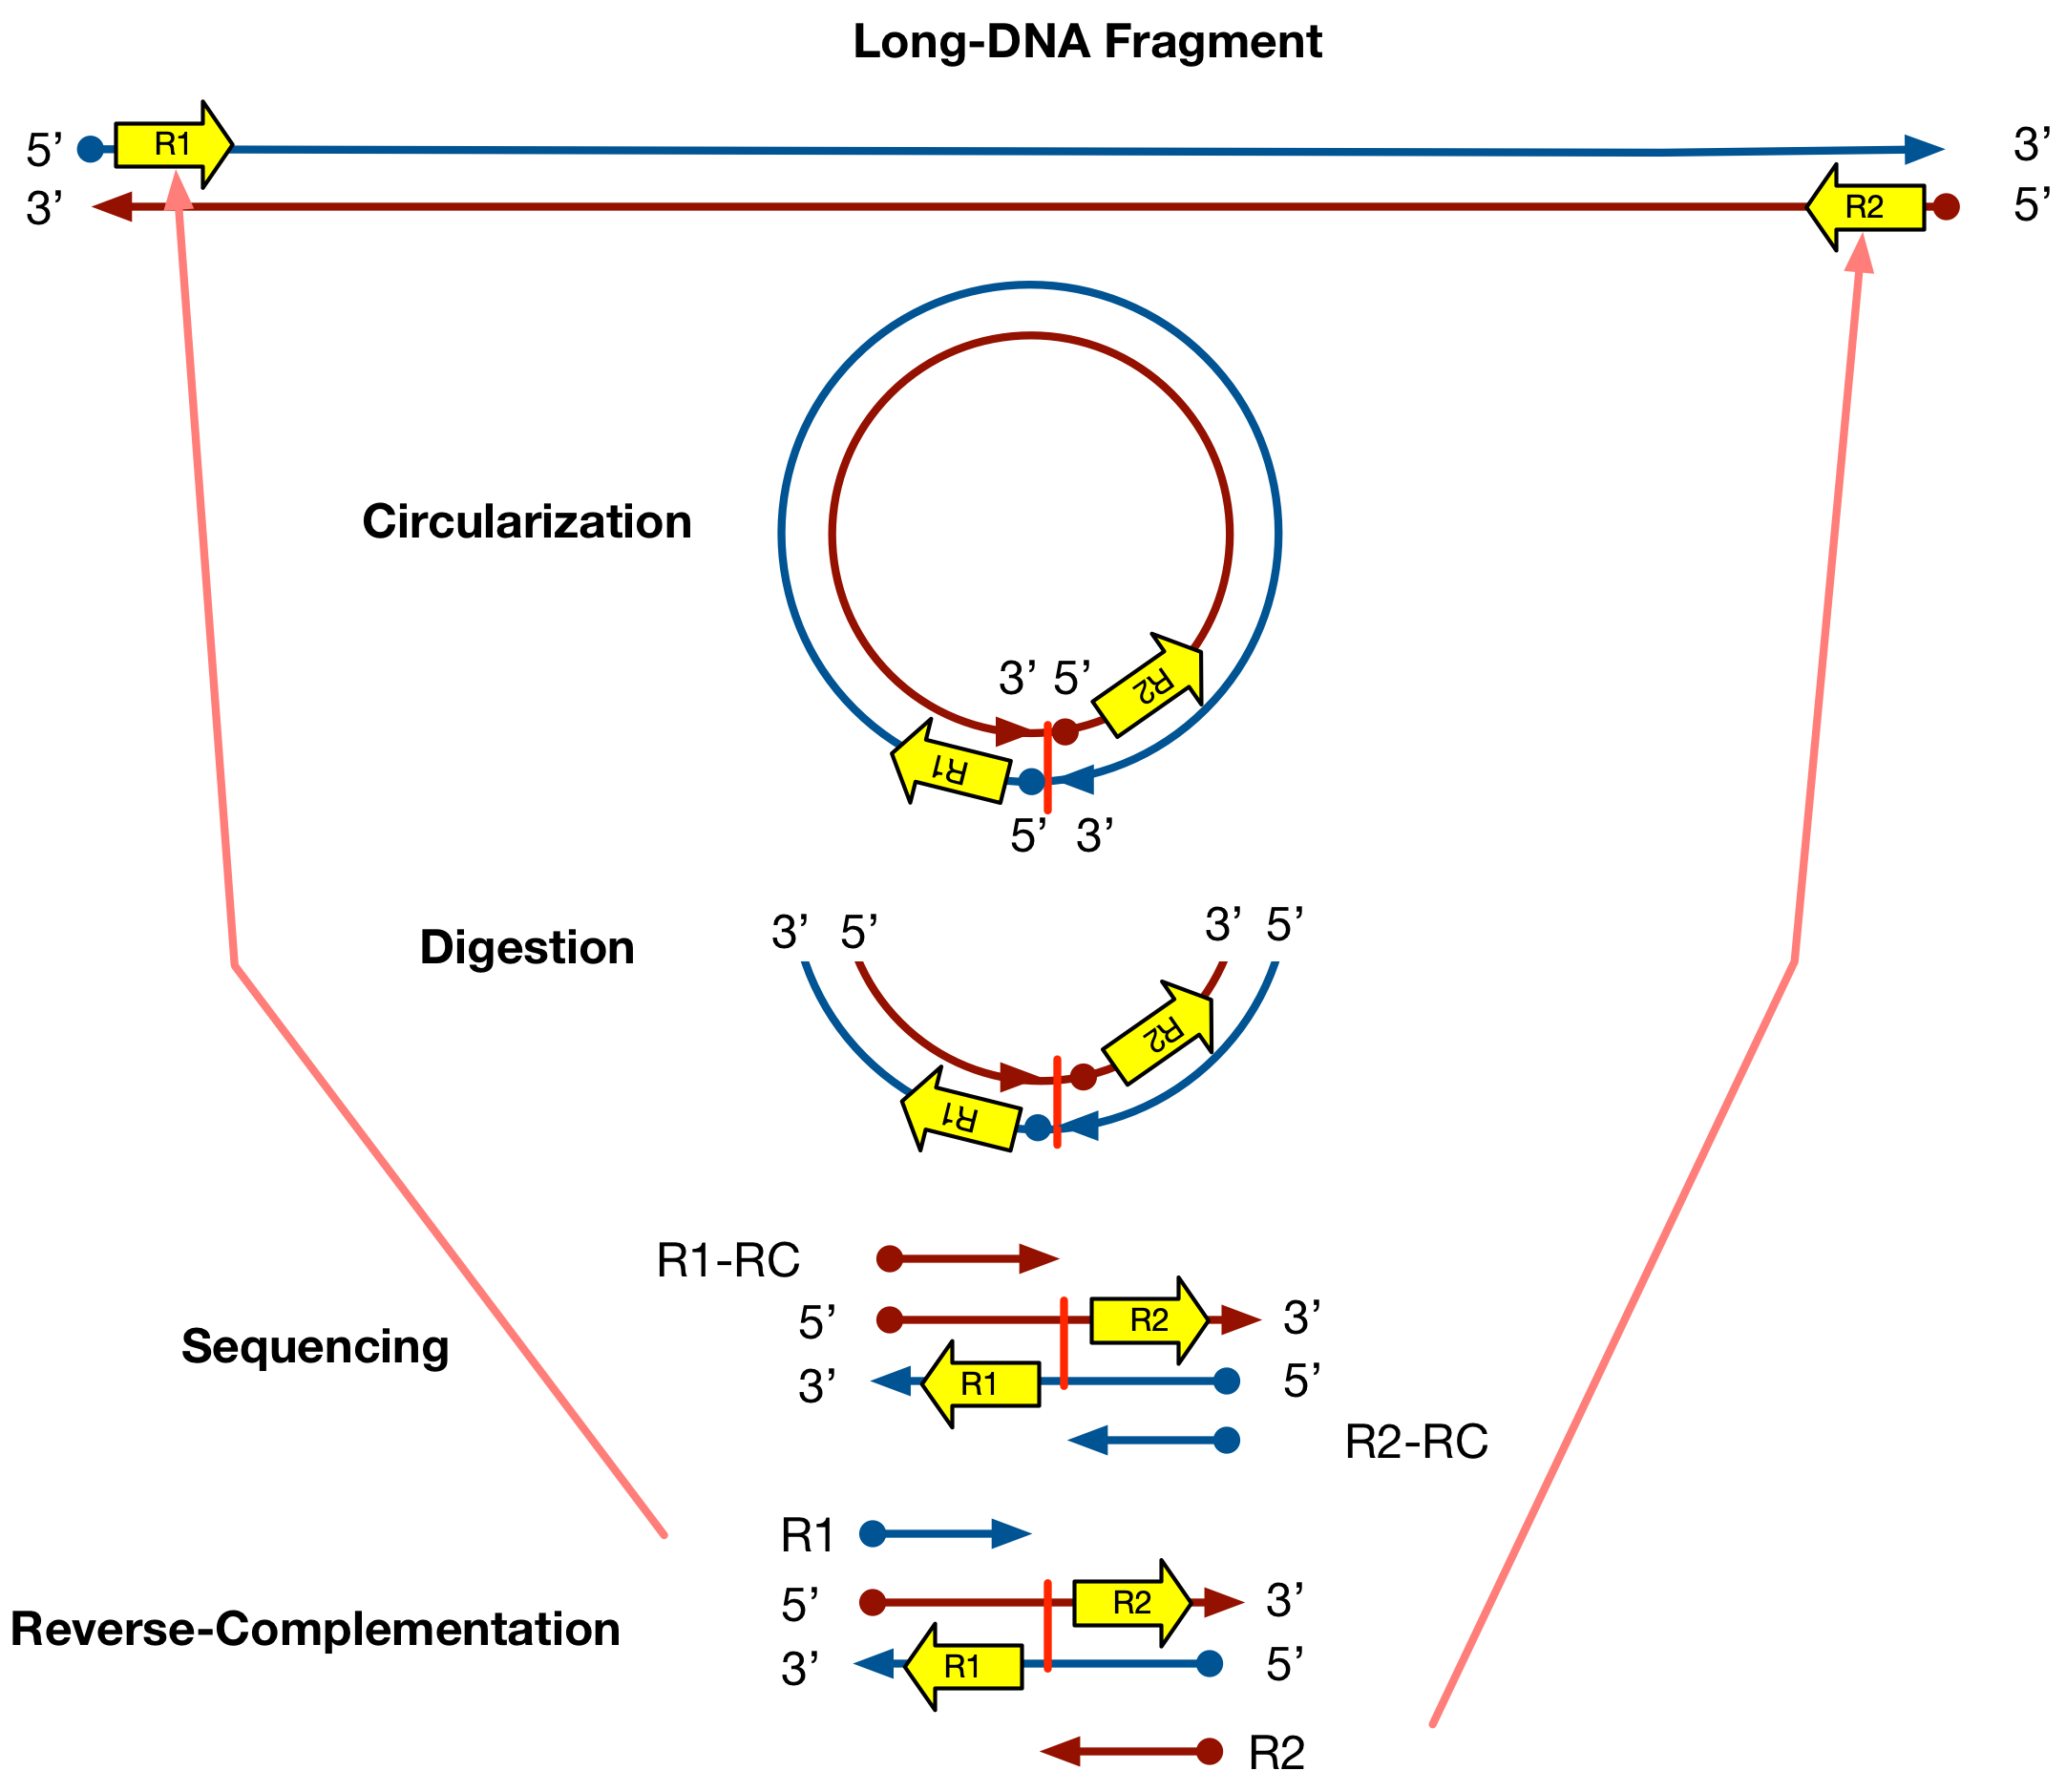 Long-DNA Fragment
5’ R1 3’
3’ R2 5’
Circularization
3’ 5’ R2
R1
5’ 3’
Digestion
3’ 5’ 3’ 5’
R2
R1
R1-RC
Sequencing
5’ R2 3’
3’ R1 5’
R2-RC
R1
Reverse-Complementation
5’ R2 3’
3’ R1 5’
R2